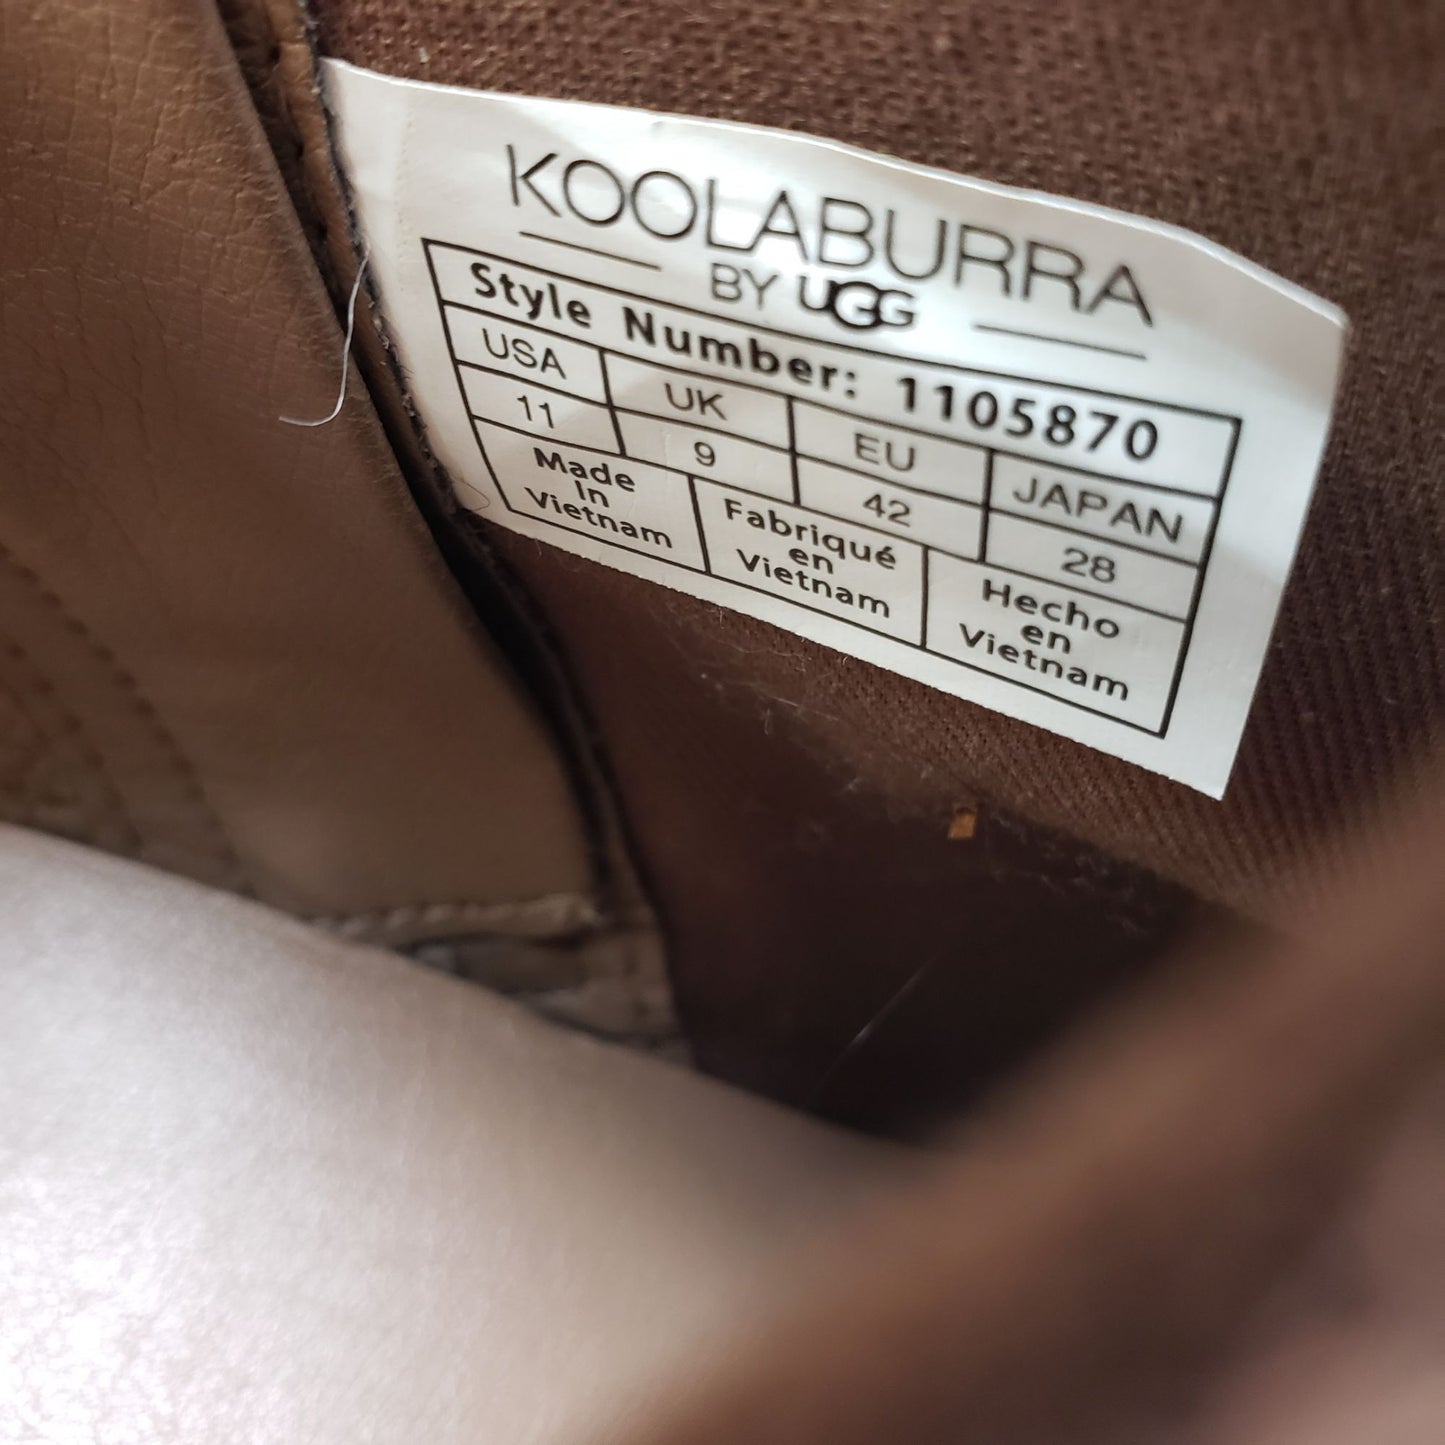 KOOLABURRA
BY UGG
Style Number: 1105870
USA UK EU JAPAN
11 9 42 28
Made
In
Vietnam
Fabriqué
en
Vietnam
Hecho
en
Vietnam